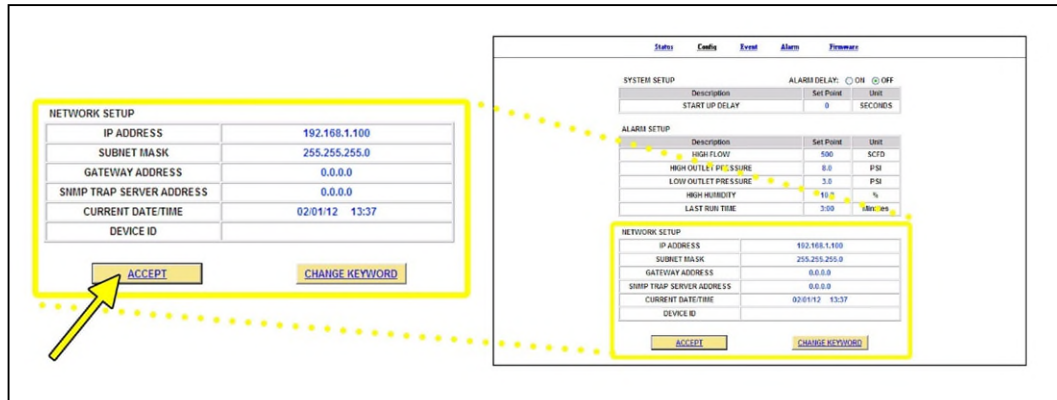 NETWORK SETUP
IP ADDRESS 192.168.1.100
SUBNET MASK 255.255.255.0
GATEWAY ADDRESS 0.0.0.0
SNMP TRAP SERVER ADDRESS 0.0.0.0
CURRENT DATE/TIME 02/01/12 13:37
DEVICE ID
ACCEPT CHANGE KEYWORD
Status Config Event Alarm Firmware
SYSTEM SETUP ALARM DELAY: ON OFF
Description Set Point Unit
START UP DELAY 0 SECONDS
ALARM SETUP
Description Set Point Unit
HIGH FLOW 500 SCFD
HIGH OUTLET PRESSURE 8.0 PSI
LOW OUTLET PRESSURE 3.0 PSI
HIGH HUMIDITY 10.0 %
LAST RUN TIME 3:00 Minutes
NETWORK SETUP
IP ADDRESS 192.168.1.100
SUBNET MASK 255.255.255.0
GATEWAY ADDRESS 0.0.0.0
SNMP TRAP SERVER ADDRESS 0.0.0.0
CURRENT DATE/TIME 02/01/12 13:37
DEVICE ID
ACCEPT CHANGE KEYWORD